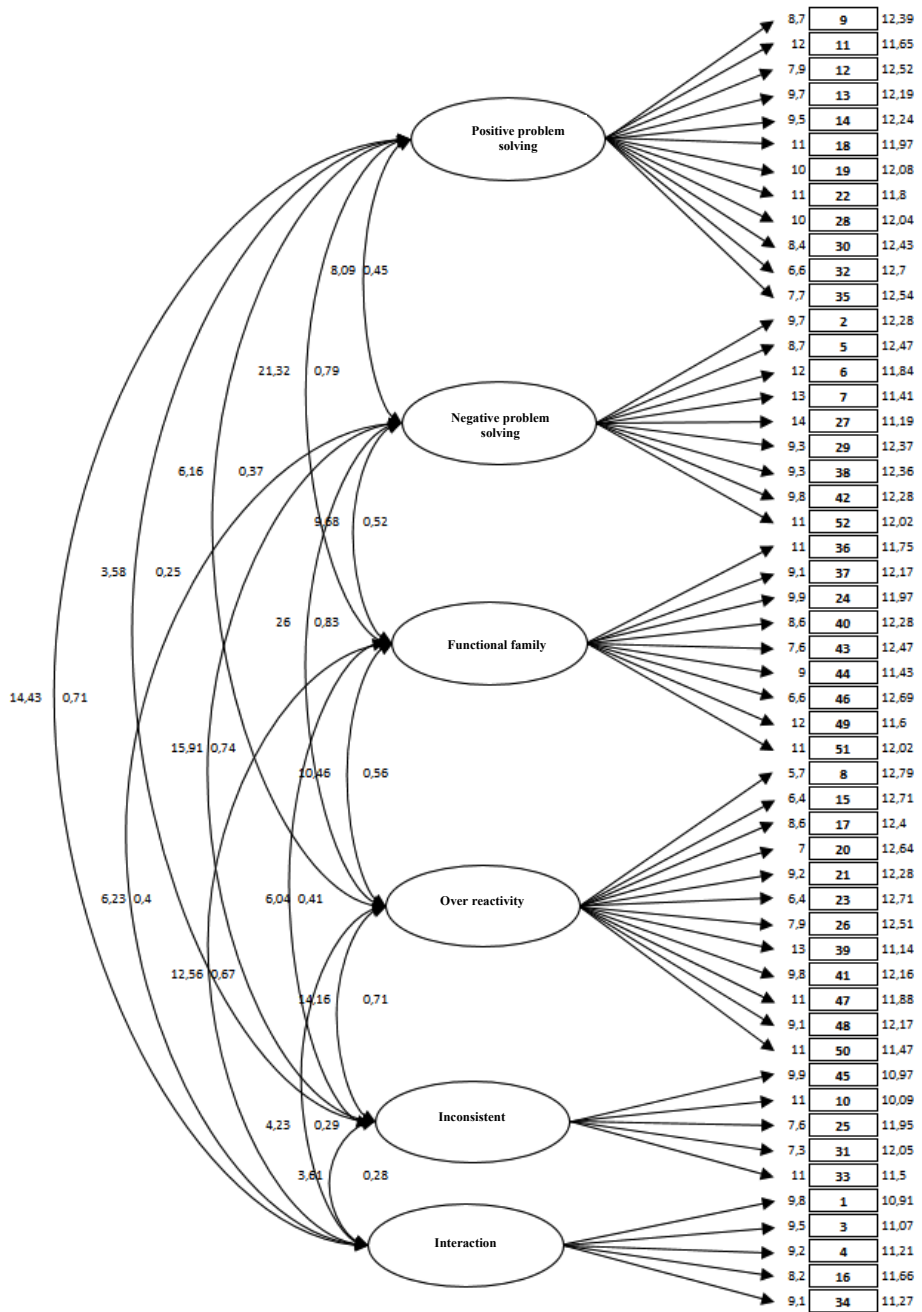 8,7 9 12,39
12 11 11,65
7,9 12 12,52
9,7 13 12,19
9,5 14 12,24
11 18 11,97
10 19 12,08
11 22 11,8
10 28 12,04
8,4 30 12,43
6,6 32 12,7
7,7 35 12,54
Positive problem
solving
8,09 0,45
9,7 2 12,28
8,7 5 12,47
12 6 11,84
13 7 11,41
14 27 11,19
9,3 29 12,37
9,3 38 12,36
9,8 42 12,28
11 52 12,02
21,32 0,79
Negative problem
solving
6,16 0,37
9,68 0,52
11 36 11,75
9,1 37 12,17
9,9 24 11,97
8,6 40 12,28
7,6 43 12,47
9 44 11,43
6,6 46 12,69
12 49 11,6
11 51 12,02
3,58 0,25
26 0,83
Functional family
14,43 0,71
15,91 0,74
10,46 0,56
5,7 8 12,79
6,4 15 12,71
8,6 17 12,4
7 20 12,64
9,2 21 12,28
6,4 23 12,71
7,9 26 12,51
13 39 11,14
9,8 41 12,16
11 47 11,88
9,1 48 12,17
11 50 11,47
6,23 0,4
6,04 0,41
Over reactivity
12,56 0,67
14,16 0,71
9,9 45 10,97
11 10 10,09
7,6 25 11,95
7,3 31 12,05
11 33 11,5
4,23 0,29
Inconsistent
3,61 0,28
9,8 1 10,91
9,5 3 11,07
9,2 4 11,21
8,2 16 11,66
9,1 34 11,27
Interaction